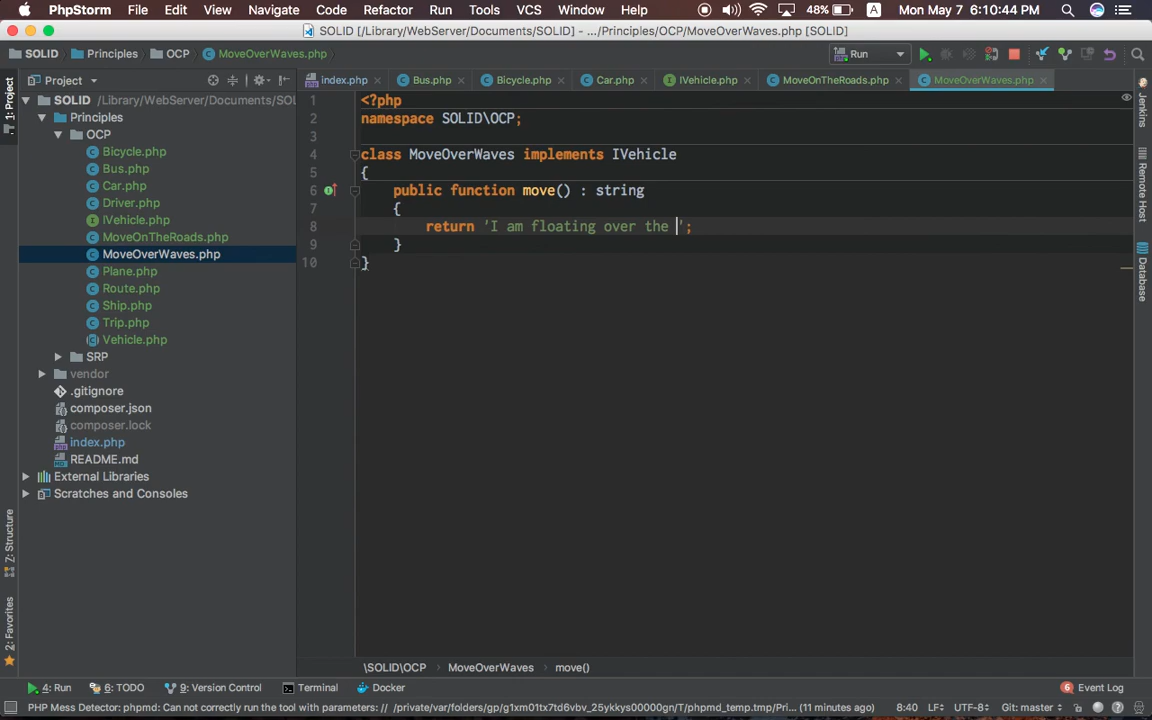 PhpStorm File Edit View Navigate Code Refactor Run Tools VCS Window Help 48% A Mon May 7 6:10:44 PM
SOLID [/Library/WebServer/Documents/SOLID] - .../Principles/OCP/MoveOverWaves.php [SOLID]
SOLID Principles OCP MoveOverWaves.php Run
Project index.php Bus.php Bicycle.php Car.php IVehicle.php MoveOnTheRoads.php MoveOverWaves.php
SOLID /Library/WebServer/Documents/SOL
Principles
OCP
Bicycle.php
Bus.php
Car.php
Driver.php
IVehicle.php
MoveOnTheRoads.php
MoveOverWaves.php
Plane.php
Route.php
Ship.php
Trip.php
Vehicle.php
SRP
vendor
.gitignore
composer.json
composer.lock
index.php
README.md
External Libraries
Scratches and Consoles
1: Project
7: Structure
2: Favorites
1 <?php
2 namespace SOLID\OCP;
3
4 class MoveOverWaves implements IVehicle
5 {
6 public function move() : string
7 {
8 return 'I am floating over the ';
9 }
10 }
Jenkins
Remote Host
Database
\SOLID\OCP MoveOverWaves move()
4: Run 6: TODO 9: Version Control Terminal Docker 6 Event Log
PHP Mess Detector: phpmd: Can not correctly run the tool with parameters: // /private/var/folders/gp/g1xm01tx7td6vbv_25ykkys00000gn/T/phpmd_temp.tmp/Pri... (11 minutes ago) 8:40 LF UTF-8 Git: master